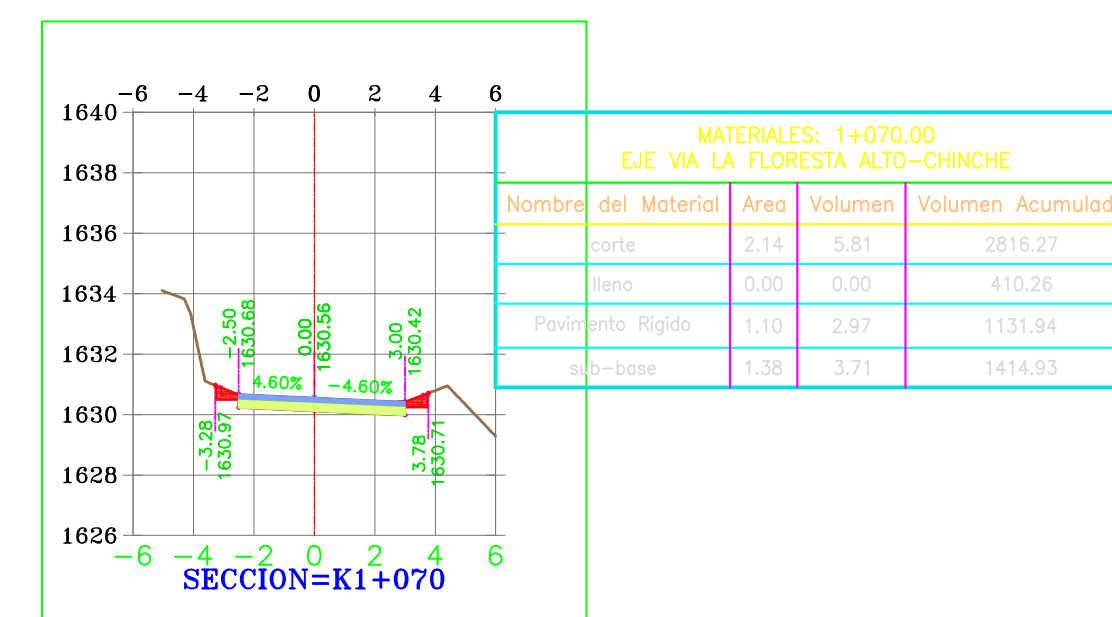 -6 -4 -2 0 2 4 6
1640
1638
1636
1634
1632
1630
1628
1626
-2.50
1630.68
0.00
1630.56
3.00
1630.42
4.60%
-4.60%
-3.28
1630.97
3.78
1630.71
-6 -4 -2 0 2 4 6
SECCION=K1+070
MATERIALES: 1+070.00
EJE VIA LA FLORESTA ALTO-CHINCHE
Nombre del Material Area Volumen Volumen Acumulad
corte 2.14 5.81 2816.27
lleno 0.00 0.00 410.26
Pavimento Rigido 1.10 2.97 1131.94
sub-base 1.38 3.71 1414.93